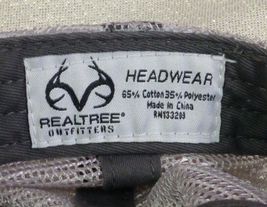 HEADWEAR
65% Cotton 35% Polyester
Made in China
REALTREE®
OUTFITTERS